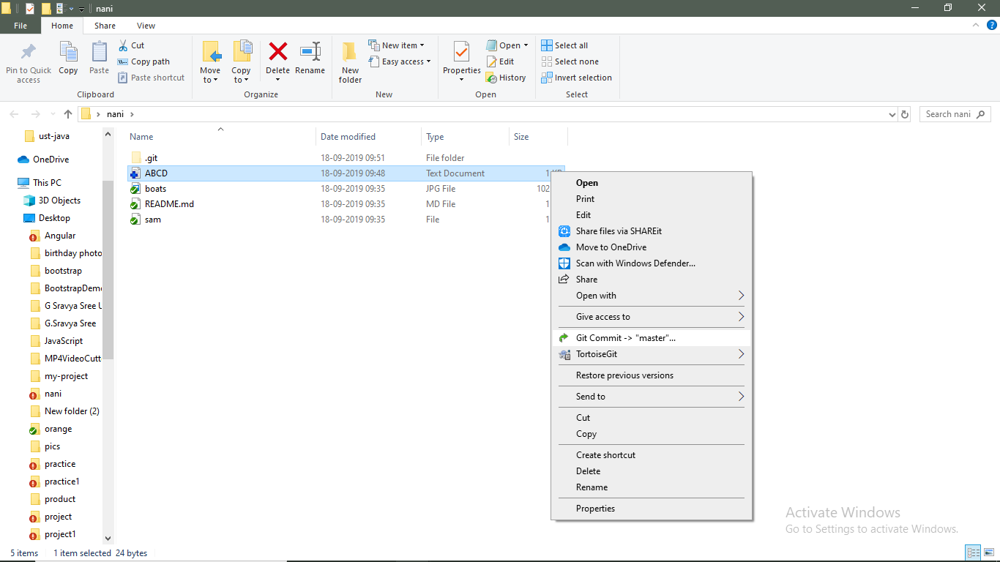 nani
File
Home
Share
View
Pin to Quick
access
Copy
Paste
Cut
Copy path
Paste shortcut
Clipboard
Move
to
Copy
to
Delete
Rename
Organize
New
folder
New item
Easy access
New
Properties
Open
Edit
History
Open
Select all
Select none
Invert selection
Select
nani
Search nani
ust-java
OneDrive
This PC
3D Objects
Desktop
Angular
birthday photo
bootstrap
BootstrapDem
G Sravya Sree U
G.Sravya Sree
JavaScript
MP4VideoCutt
my-project
nani
New folder (2)
orange
pics
practice
practice1
product
project
project1
Name Date modified Type Size
.git 18-09-2019 09:51 File folder
ABCD 18-09-2019 09:48 Text Document 1 KB
boats 18-09-2019 09:35 JPG File 102
README.md 18-09-2019 09:35 MD File 1
sam 18-09-2019 09:35 File 1
Open
Print
Edit
Share files via SHAREit
Move to OneDrive
Scan with Windows Defender...
Share
Open with
Give access to
Git Commit -> "master"...
TortoiseGit
Restore previous versions
Send to
Cut
Copy
Create shortcut
Delete
Rename
Properties
Activate Windows
Go to Settings to activate Windows.
5 items 1 item selected 24 bytes